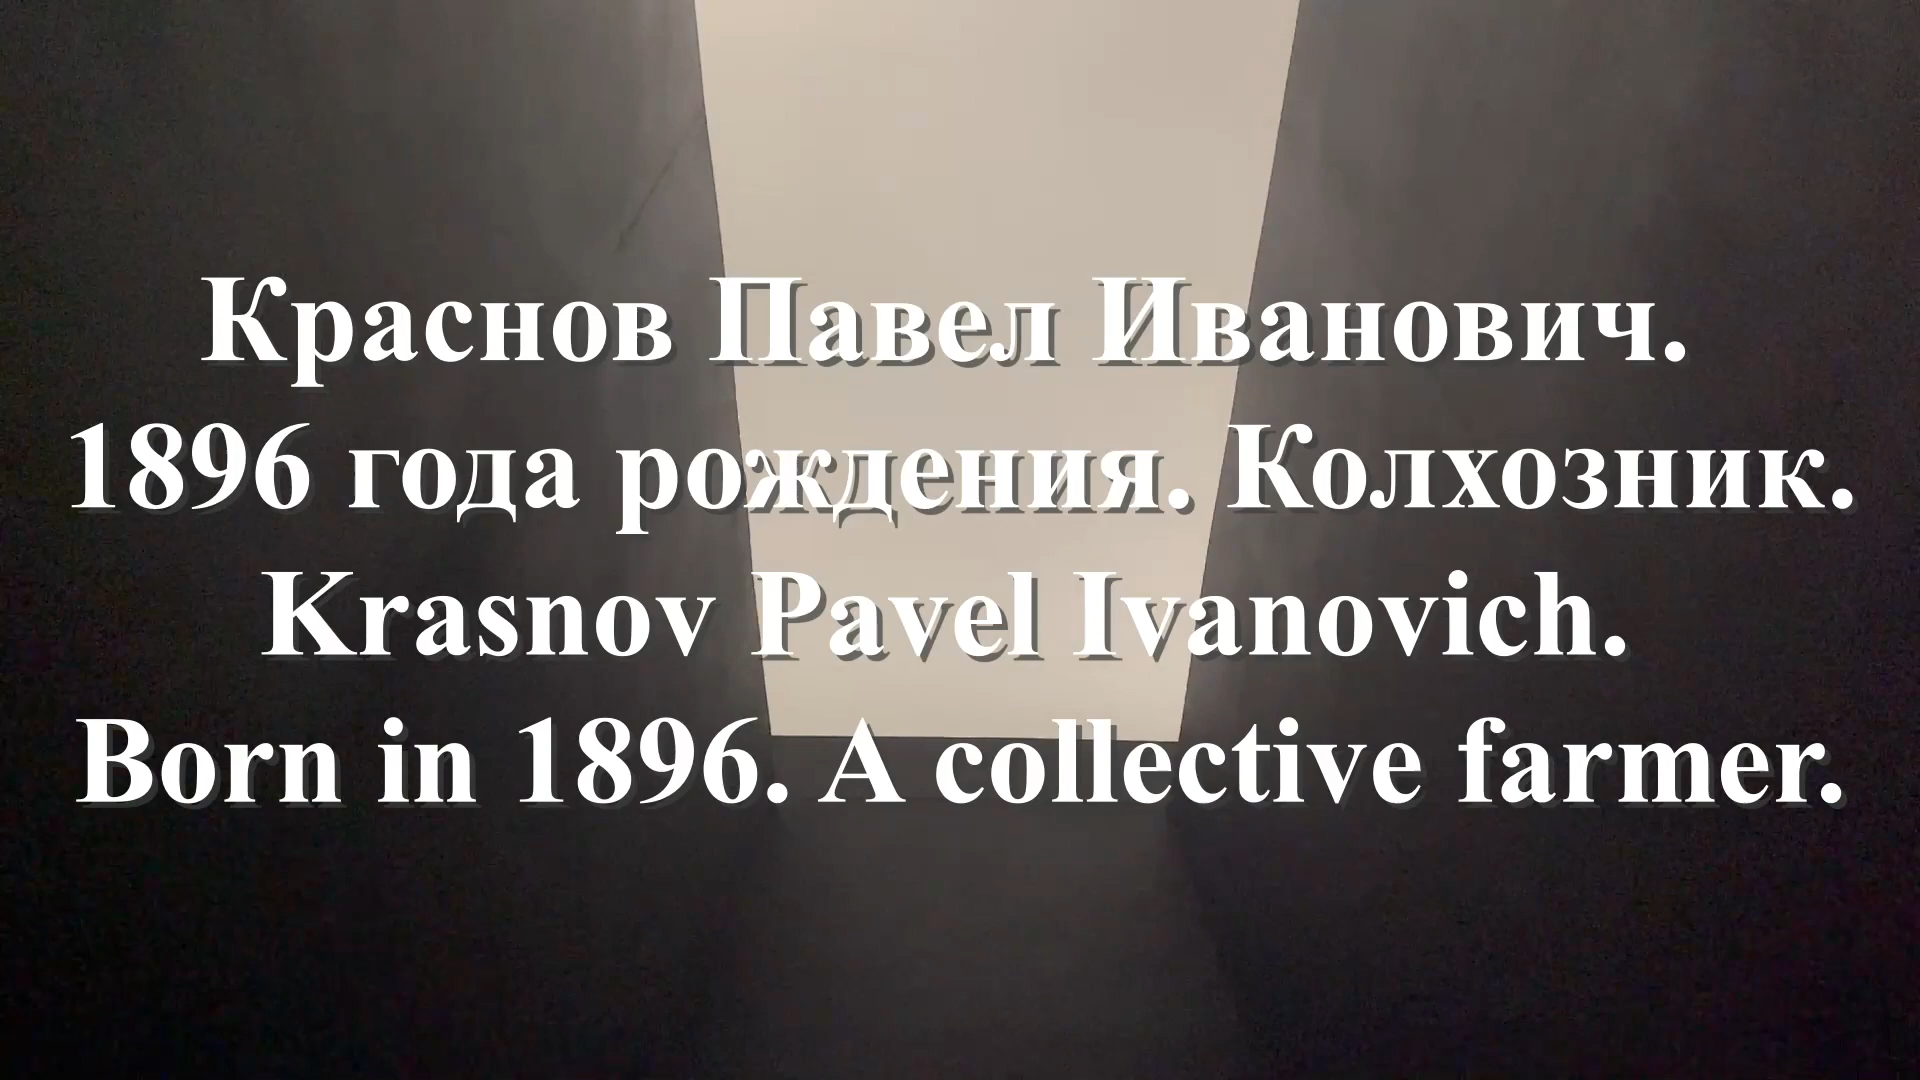 Краснов Павел Иванович.
1896 года рождения. Колхозник.
Krasnov Pavel Ivanovich.
Born in 1896. A collective farmer.